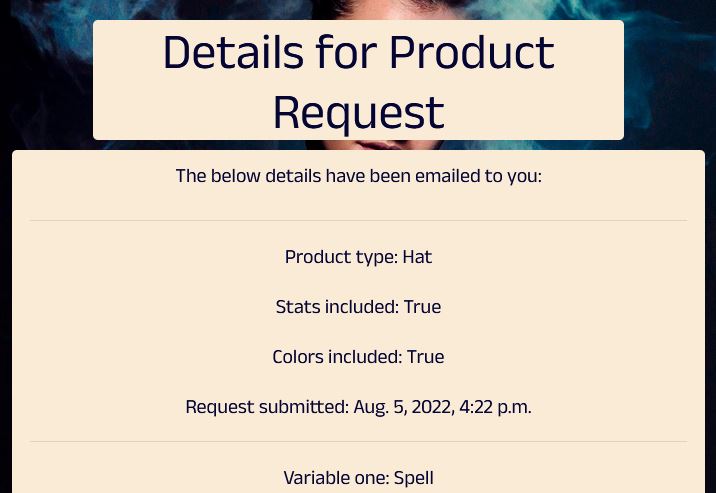 Details for Product
Request
The below details have been emailed to you:
Product type: Hat
Stats included: True
Colors included: True
Request submitted: Aug. 5, 2022, 4:22 p.m.
Variable one: Spell